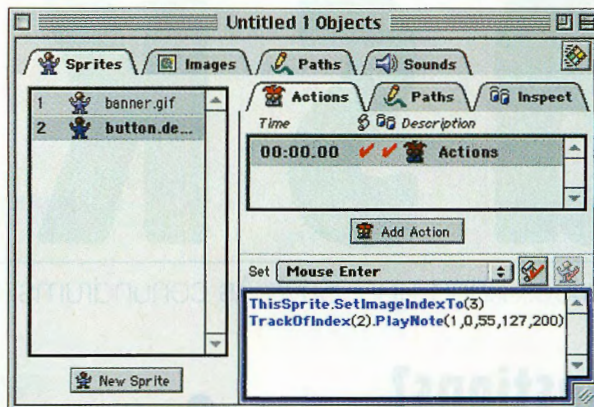 Untitled 1 Objects
Sprites Images Paths Sounds
1 banner.gif
2 button.de...
New Sprite
Actions Paths Inspect
Time Description
00:00.00 Actions
Add Action
Set Mouse Enter
ThisSprite.SetImageIndexTo(3)
TrackOfIndex(2).PlayNote(1,0,55,127,200)